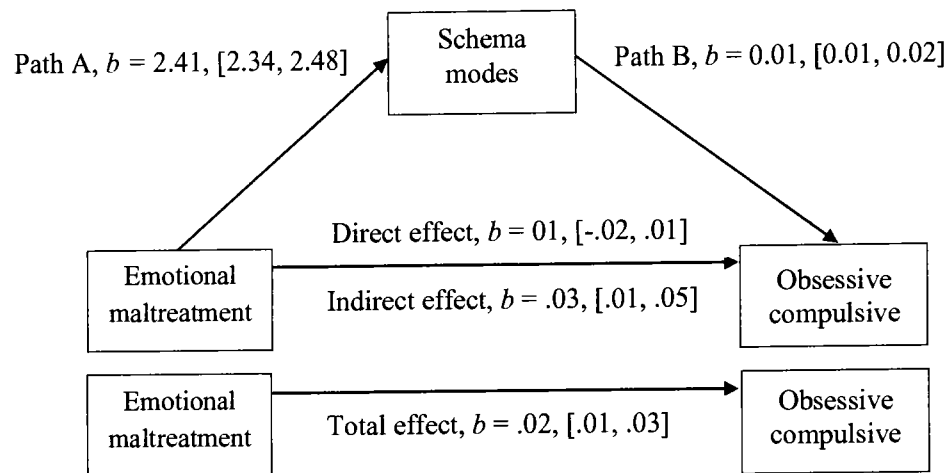 Schema
modes
Path A, b = 2.41, [2.34, 2.48]
Path B, b = 0.01, [0.01, 0.02]
Direct effect, b = 01, [-.02, .01]
Emotional
maltreatment
Indirect effect, b = .03, [.01, .05]
Obsessive
compulsive
Emotional
maltreatment
Total effect, b = .02, [.01, .03]
Obsessive
compulsive